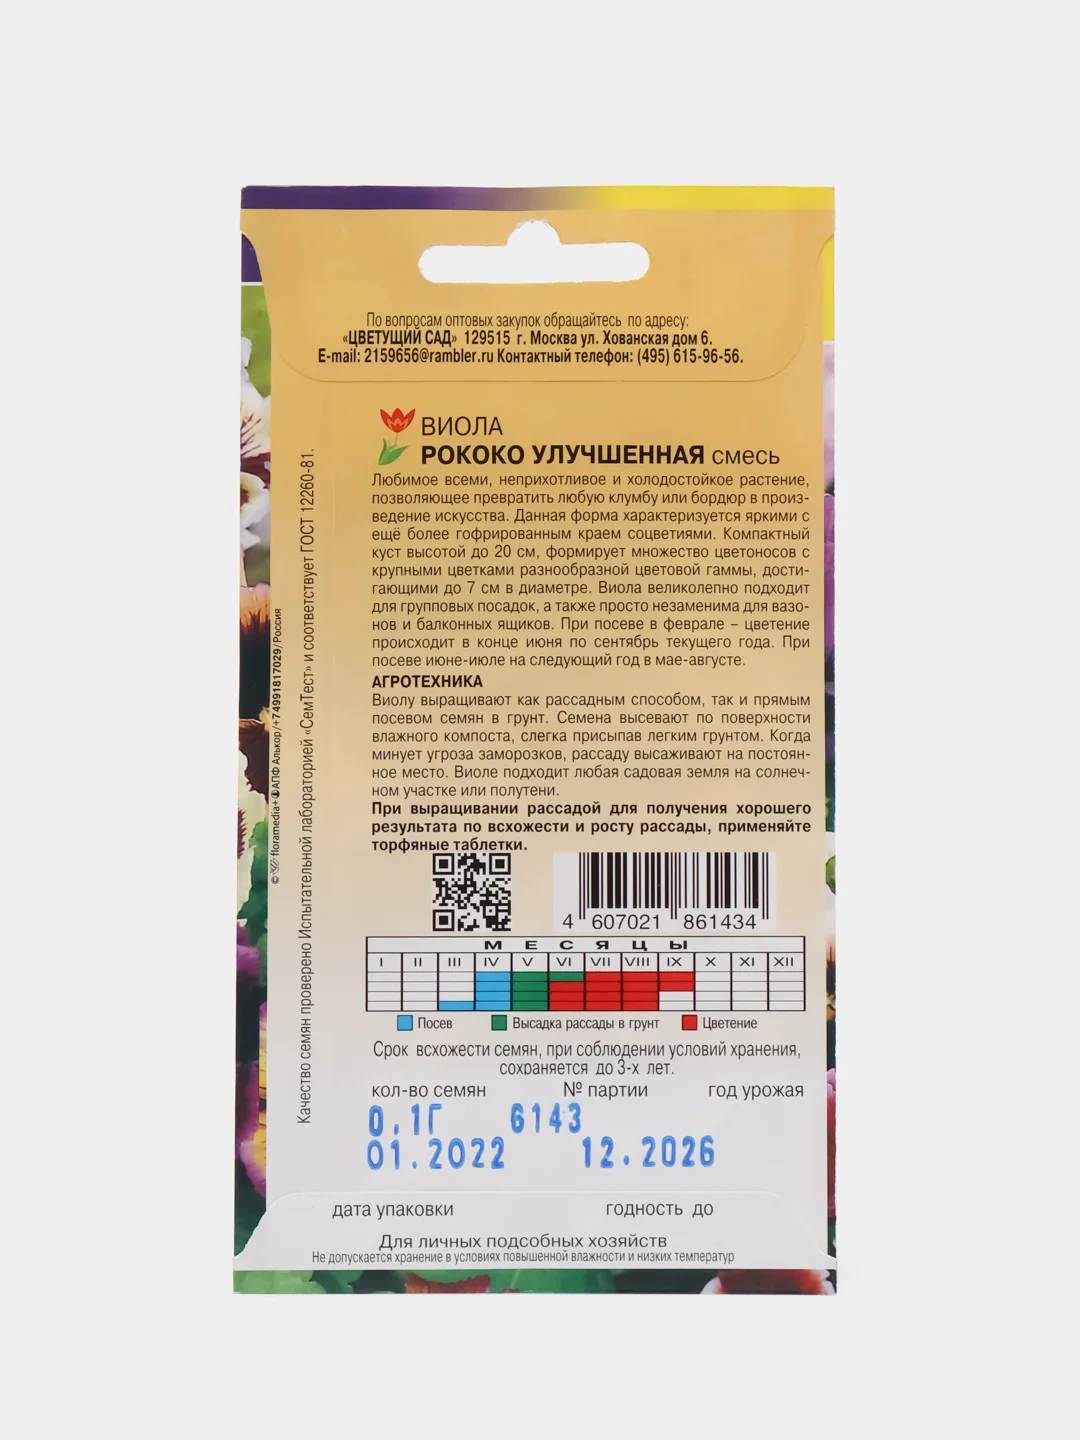 По вопросам оптовых закупок обращайтесь по адресу:
«ЦВЕТУЩИЙ САД» 129515 г. Москва ул. Хованская дом 6.
E-mail: 2159656@rambler.ru Контактный телефон: (495) 615-96-56.
ВИОЛА
РОКОКО УЛУЧШЕННАЯ смесь
Любимое всеми, неприхотливое и холодостойкое растение,
позволяющее превратить любую клумбу или бордюр в произ-
ведение искусства. Данная форма характеризуется яркими с
ещё более гофрированным краем соцветиями. Компактный
куст высотой до 20 см, формирует множество цветоносов с
крупными цветками разнообразной цветовой гаммы, дости-
гающими до 7 см в диаметре. Виола великолепно подходит
для групповых посадок, а также просто незаменима для вазо-
нов и балконных ящиков. При посеве в феврале – цветение
происходит в конце июня по сентябрь текущего года. При
посеве июне-июле на следующий год в мае-августе.
АГРОТЕХНИКА
Виолу выращивают как рассадным способом, так и прямым
посевом семян в грунт. Семена высевают по поверхности
влажного компоста, слегка присыпав легким грунтом. Когда
минует угроза заморозков, рассаду высаживают на постоян-
ное место. Виоле подходит любая садовая земля на солнеч-
ном участке или полутени.
При выращивании рассадой для получения хорошего
результата по всхожести и росту рассады, применяйте
торфяные таблетки.
4 607021 861434
МЕСЯЦЫ
I II III IV V VI VII VIII IX X XI XII
Посев Высадка рассады в грунт Цветение
Срок всхожести семян, при соблюдении условий хранения,
сохраняется до 3-х лет.
кол-во семян № партии год урожая
0.1Г 6143
01.2022 12.2026
дата упаковки годность до
Для личных подсобных хозяйств
Не допускается хранение в условиях повышенной влажности и низких температур
Качество семян проверено Испытательной лабораторией «СемТест» и соответствует ГОСТ 12260-81.
© floramedia+АПФ Алькор/+74991817029/Россия